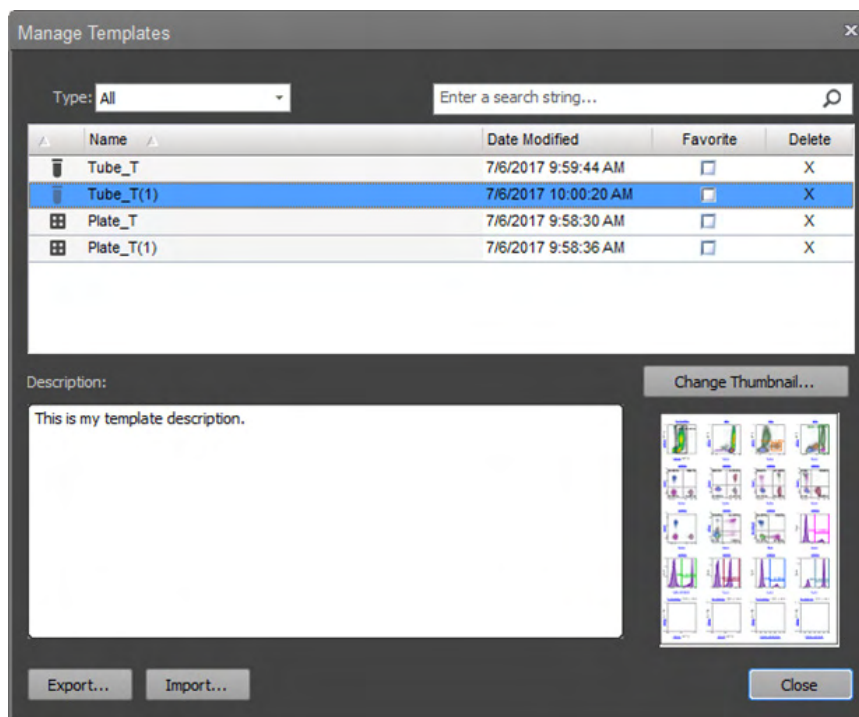 Manage Templates
Type: All
Enter a search string...
Name Date Modified Favorite Delete
Tube_T 7/6/2017 9:59:44 AM X
Tube_T(1) 7/6/2017 10:00:20 AM X
Plate_T 7/6/2017 9:58:30 AM X
Plate_T(1) 7/6/2017 9:58:36 AM X
Description:
Change Thumbnail...
This is my template description.
Export... Import... Close